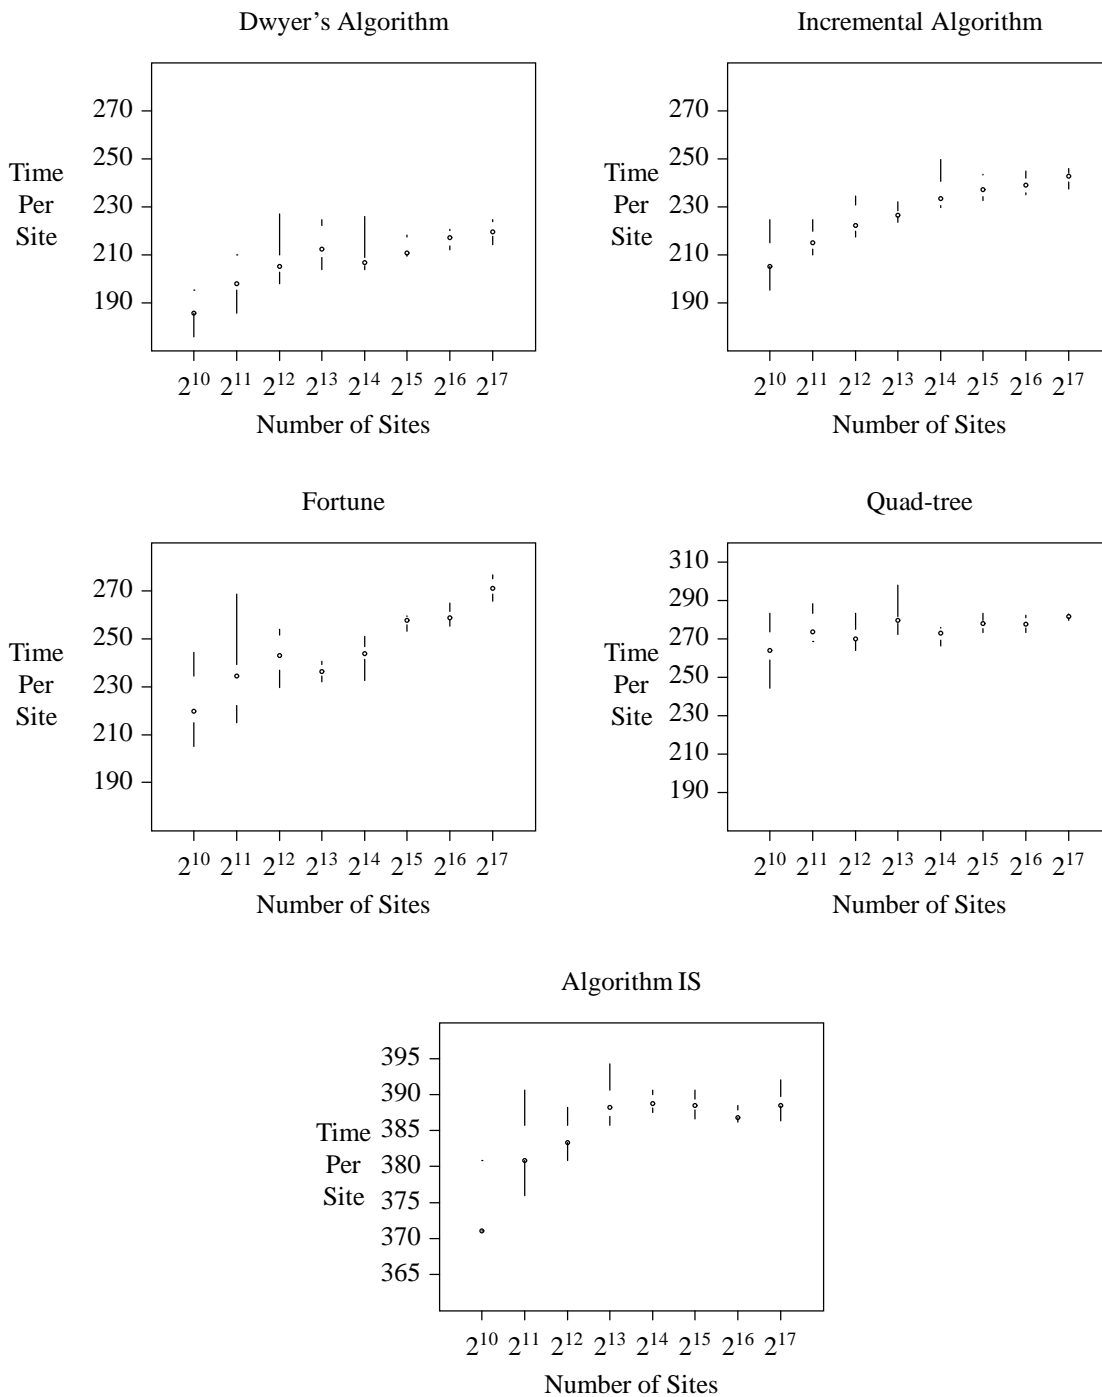 Dwyer's Algorithm
270
250
230
210
190
Time
Per
Site
2^10 2^11 2^12 2^13 2^14 2^15 2^16 2^17
Number of Sites
Incremental Algorithm
270
250
230
210
190
Time
Per
Site
2^10 2^11 2^12 2^13 2^14 2^15 2^16 2^17
Number of Sites
Fortune
270
250
230
210
190
Time
Per
Site
2^10 2^11 2^12 2^13 2^14 2^15 2^16 2^17
Number of Sites
Quad-tree
310
290
270
250
230
210
190
Time
Per
Site
2^10 2^11 2^12 2^13 2^14 2^15 2^16 2^17
Number of Sites
Algorithm IS
395
390
385
380
375
370
365
Time
Per
Site
2^10 2^11 2^12 2^13 2^14 2^15 2^16 2^17
Number of Sites